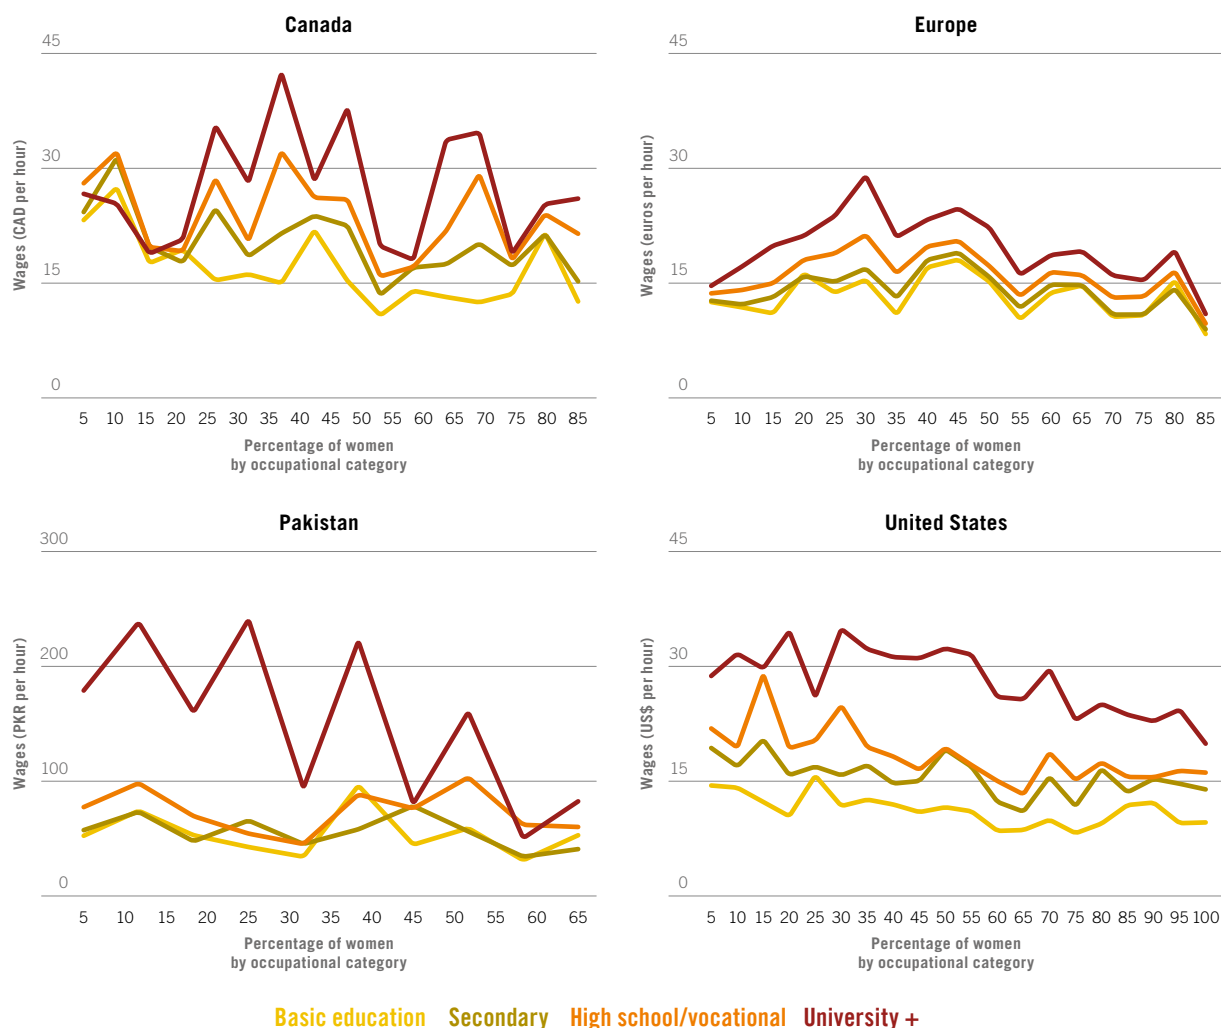 Canada
45
30
15
0
Wages (CAD per hour)
5 10 15 20 25 30 35 40 45 50 55 60 65 70 75 80 85
Percentage of women
by occupational category
Europe
45
30
15
0
Wages (euros per hour)
5 10 15 20 25 30 35 40 45 50 55 60 65 70 75 80 85
Percentage of women
by occupational category
Pakistan
300
200
100
0
Wages (PKR per hour)
5 10 15 20 25 30 35 40 45 50 55 60 65
Percentage of women
by occupational category
United States
45
30
15
0
Wages (US$ per hour)
5 10 15 20 25 30 35 40 45 50 55 60 65 70 75 80 85 90 95 100
Percentage of women
by occupational category
Basic education Secondary High school/vocational University +